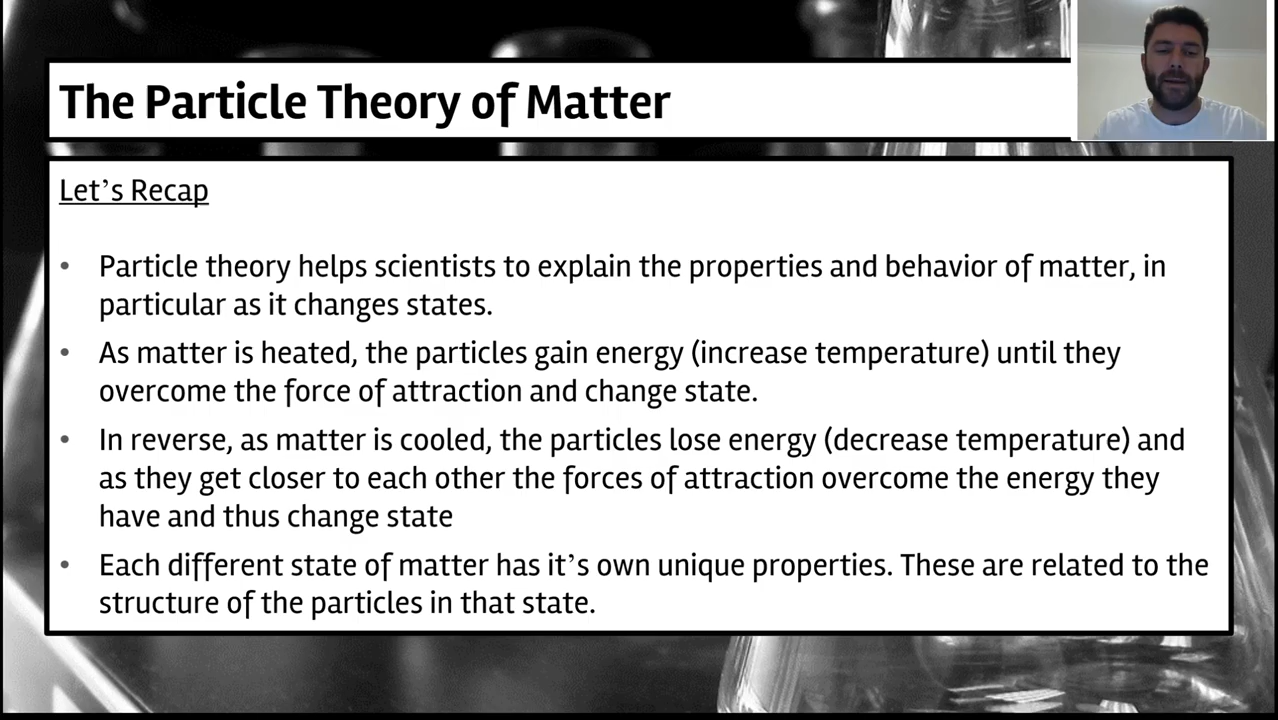 The Particle Theory of Matter
Let’s Recap
• Particle theory helps scientists to explain the properties and behavior of matter, in
particular as it changes states.
• As matter is heated, the particles gain energy (increase temperature) until they
overcome the force of attraction and change state.
• In reverse, as matter is cooled, the particles lose energy (decrease temperature) and
as they get closer to each other the forces of attraction overcome the energy they
have and thus change state
• Each different state of matter has it’s own unique properties. These are related to the
structure of the particles in that state.